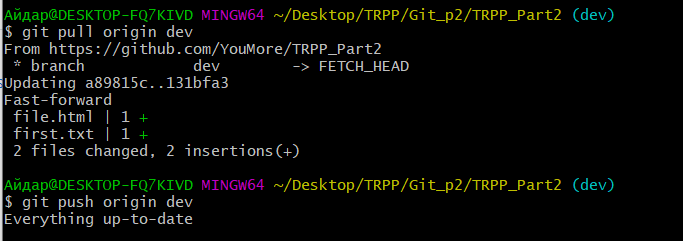 Айдар@DESKTOP-FQ7KIVD MINGW64 ~/Desktop/TRPP/Git_p2/TRPP_Part2 (dev)
$ git pull origin dev
From https://github.com/YouMore/TRPP_Part2
 * branch            dev        -> FETCH_HEAD
Updating a89815c..131bfa3
Fast-forward
 file.html | 1 +
 first.txt | 1 +
 2 files changed, 2 insertions(+)
Айдар@DESKTOP-FQ7KIVD MINGW64 ~/Desktop/TRPP/Git_p2/TRPP_Part2 (dev)
$ git push origin dev
Everything up-to-date